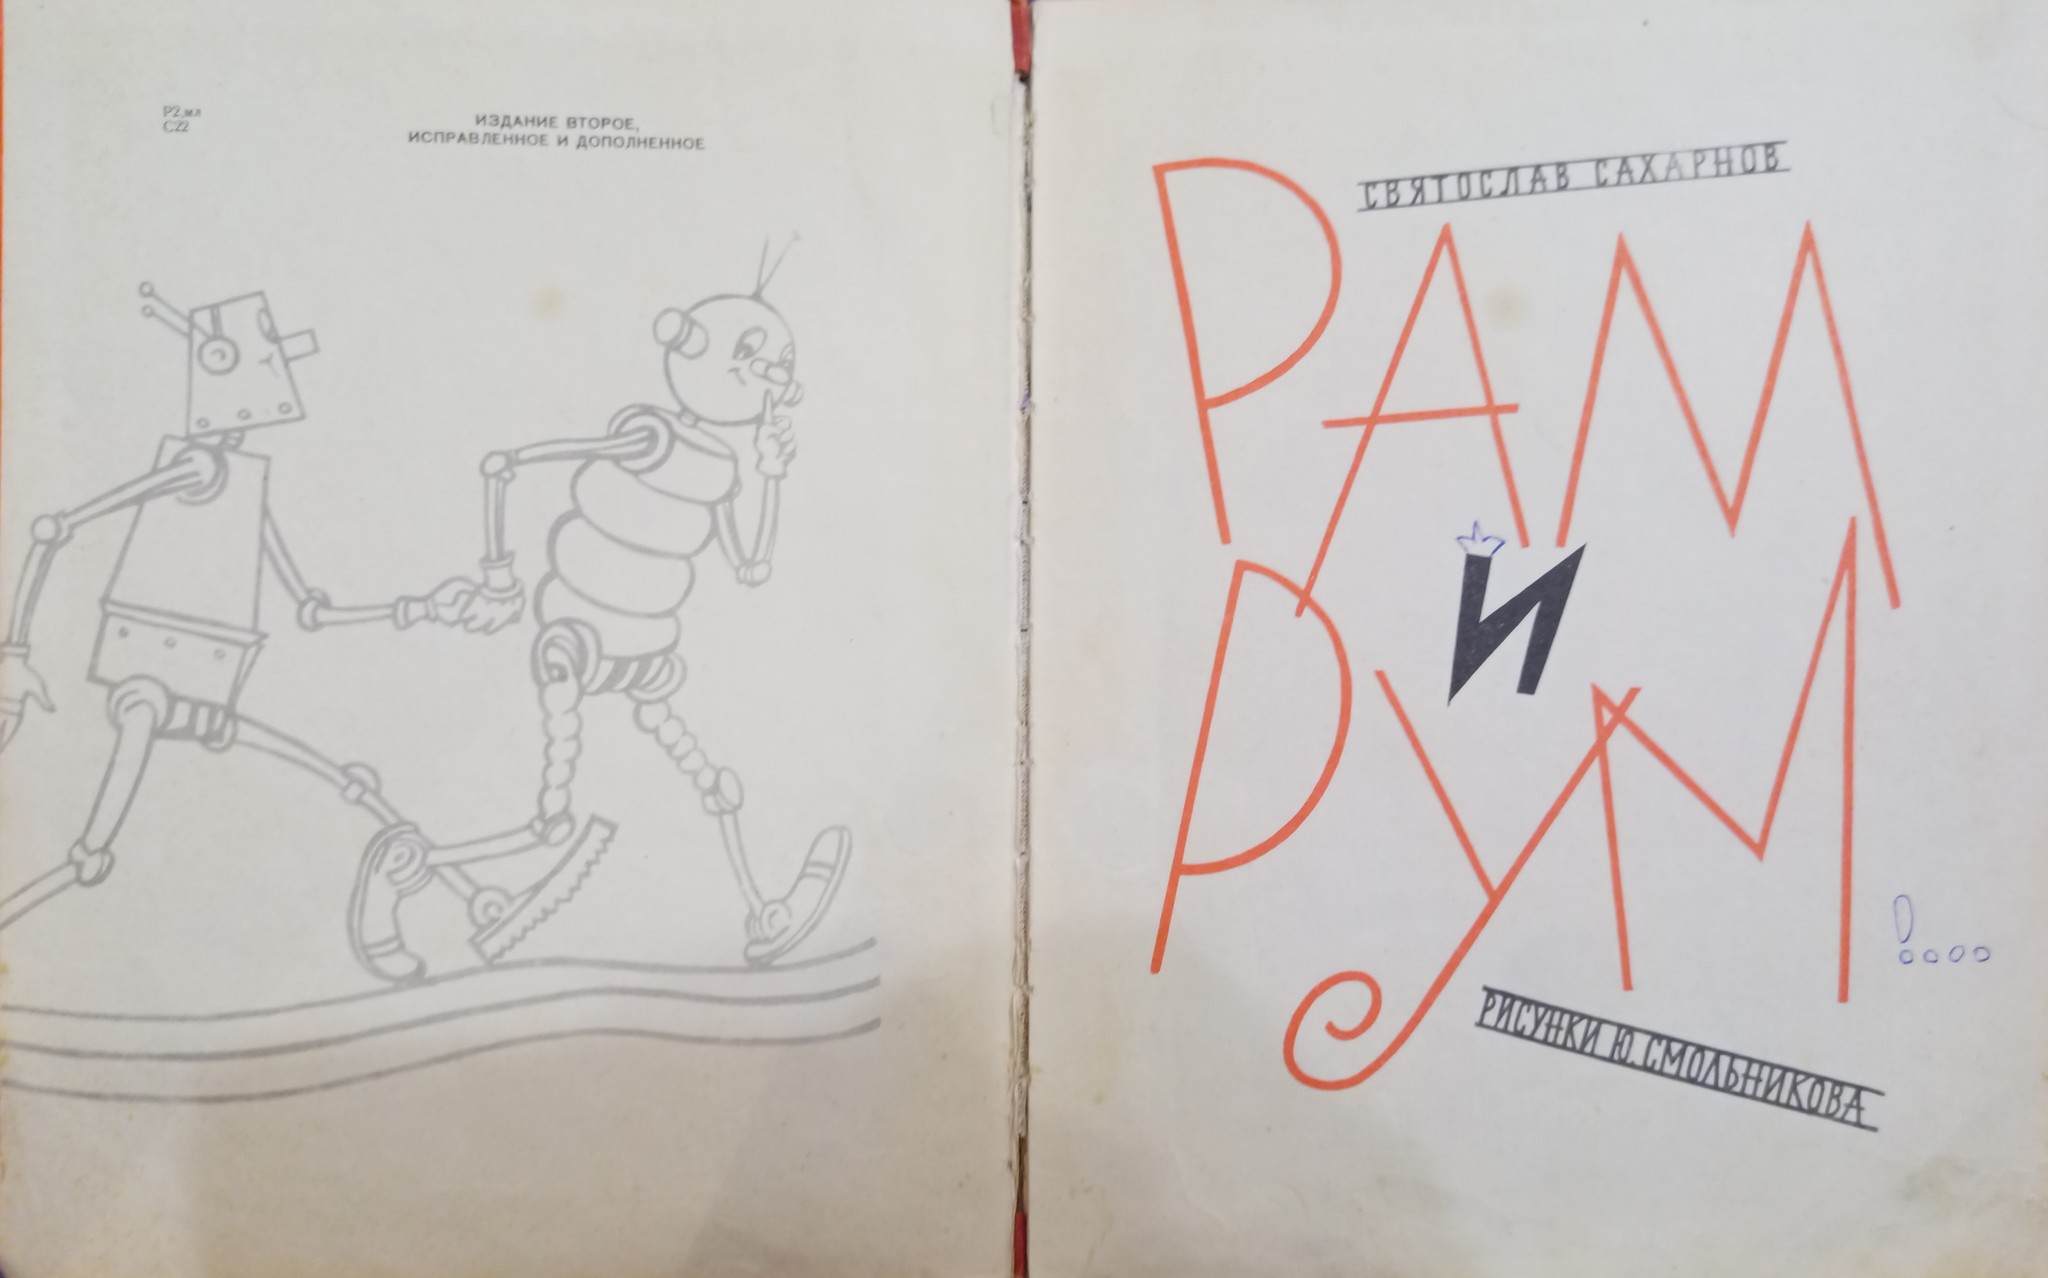 Р2,мл
С22
ИЗДАНИЕ ВТОРОЕ,
ИСПРАВЛЕННОЕ И ДОПОЛНЕННОЕ
СВЯТОСЛАВ САХАРНОВ
РАМ
И
РУМ
!....
РИСУНКИ Ю. СМОЛЬНИКОВА